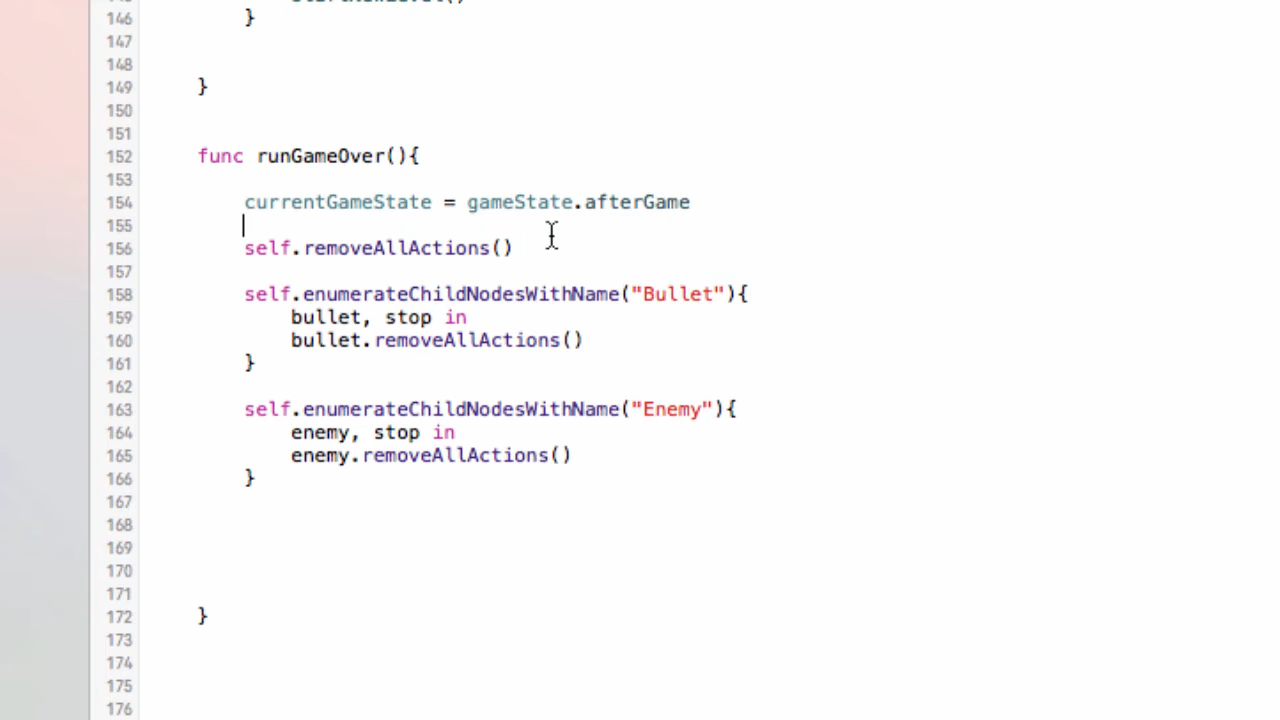 146 }
147
148
149 }
150
151
152 func runGameOver(){
153
154 currentGameState = gameState.afterGame
155
156 self.removeAllActions()
157
158 self.enumerateChildNodesWithName("Bullet"){
159 bullet, stop in
160 bullet.removeAllActions()
161 }
162
163 self.enumerateChildNodesWithName("Enemy"){
164 enemy, stop in
165 enemy.removeAllActions()
166 }
167
168
169
170
171
172 }
173
174
175
176